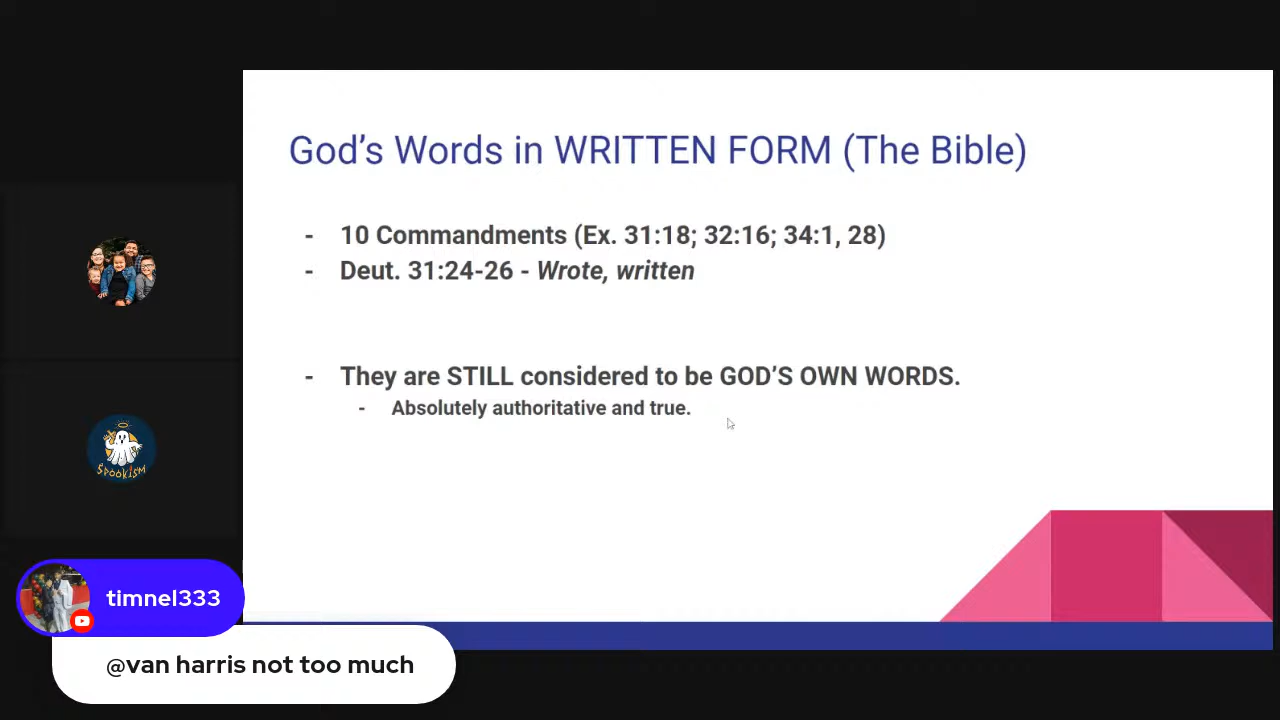 God's Words in WRITTEN FORM (The Bible)
- 10 Commandments (Ex. 31:18; 32:16; 34:1, 28)
- Deut. 31:24-26 - Wrote, written
- They are STILL considered to be GOD'S OWN WORDS.
- Absolutely authoritative and true.
SPOOKISM
timnel333
@van harris not too much